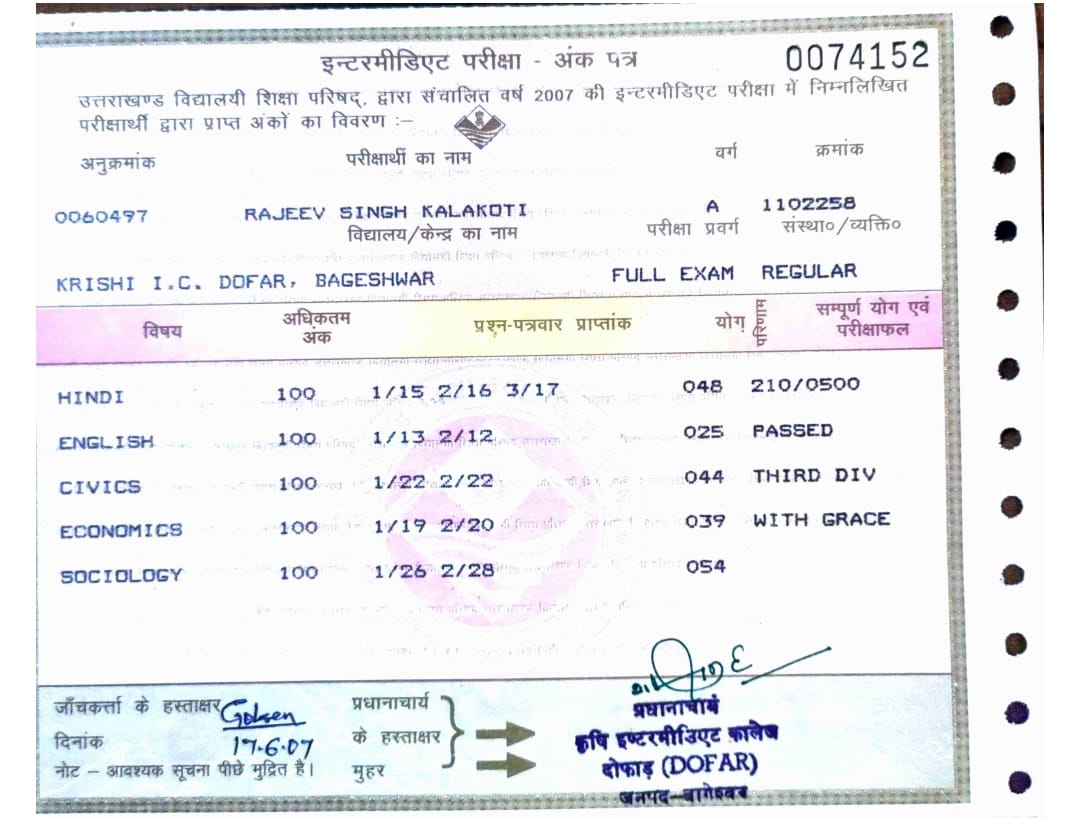 इन्टरमीडिएट परीक्षा - अंक पत्र 0074152
उत्तराखण्ड विद्यालयी शिक्षा परिषद्, द्वारा संचालित वर्ष 2007 की इन्टरमीडिएट परीक्षा में निम्नलिखित
परीक्षार्थी द्वारा प्राप्त अंकों का विवरण :–
अनुक्रमांक परीक्षार्थी का नाम वर्ग क्रमांक
0060497 RAJEEV SINGH KALAKOTI A 1102258
विद्यालय/केन्द्र का नाम परीक्षा प्रवर्ग संस्था०/व्यक्ति०
KRISHI I.C. DOFAR, BAGESHWAR FULL EXAM REGULAR
विषय अधिकतम अंक प्रश्न-पत्रवार प्राप्तांक योग परिणाम सम्पूर्ण योग एवं परीक्षाफल
HINDI 100 1/15 2/16 3/17 048 210/0500
ENGLISH 100 1/13 2/12 025 PASSED
CIVICS 100 1/22 2/22 044 THIRD DIV
ECONOMICS 100 1/19 2/20 039 WITH GRACE
SOCIOLOGY 100 1/26 2/28 054
जाँचकर्त्ता के हस्ताक्षर प्रधानाचार्य
दिनांक 17.6.07 के हस्ताक्षर
नोट – आवश्यक सूचना पीछे मुद्रित है। मुहर
प्रधानाचार्य
कृषि इण्टरमीडिएट कालेज
दोफाड़ (DOFAR)
जनपद–बागेश्वर